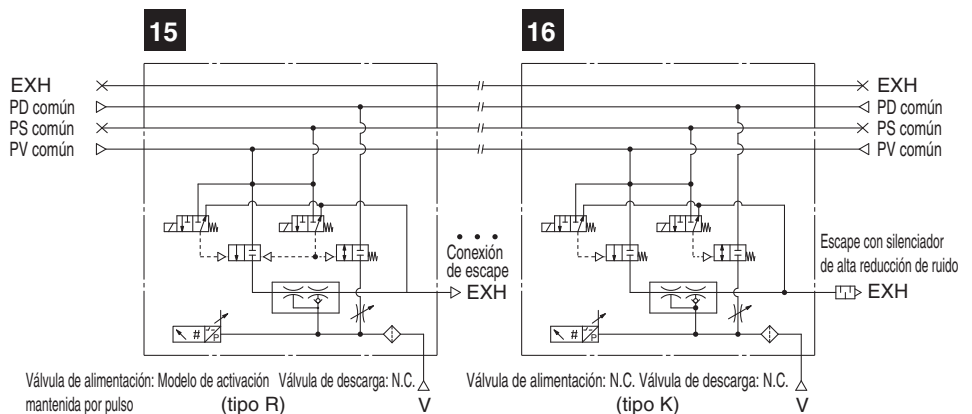 15
16
EXH
PD común
PS común
PV común
EXH
PD común
PS común
PV común
Conexión
de escape
EXH
Escape con silenciador
de alta reducción de ruido
EXH
#
P
#
P
Válvula de alimentación: Modelo de activación
mantenida por pulso
Válvula de descarga: N.C.
(tipo R)
V
Válvula de alimentación: N.C. Válvula de descarga: N.C.
(tipo K)
V